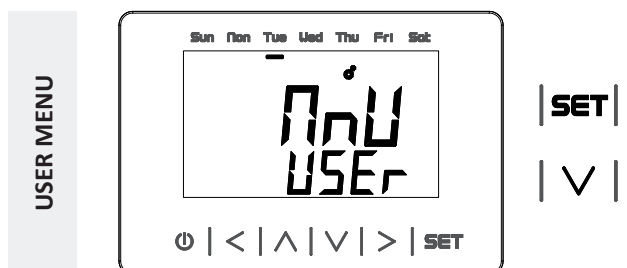 USER MENU
Sun Mon Tue Wed Thu Fri Sat
MnU
USEr
SET
SET